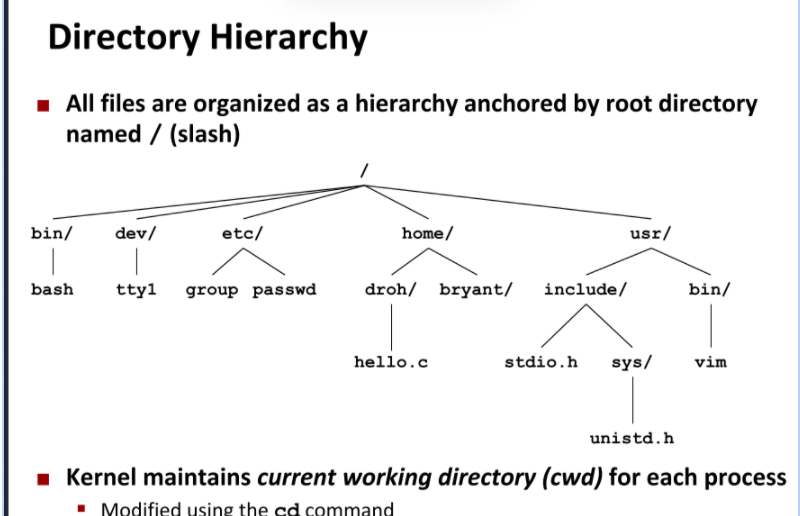 Directory Hierarchy
All files are organized as a hierarchy anchored by root directory
named / (slash)
/
bin/ dev/ etc/ home/ usr/
bash tty1 group passwd droh/ bryant/ include/ bin/
hello.c stdio.h sys/ vim
unistd.h
Kernel maintains current working directory (cwd) for each process
Modified using the cd command